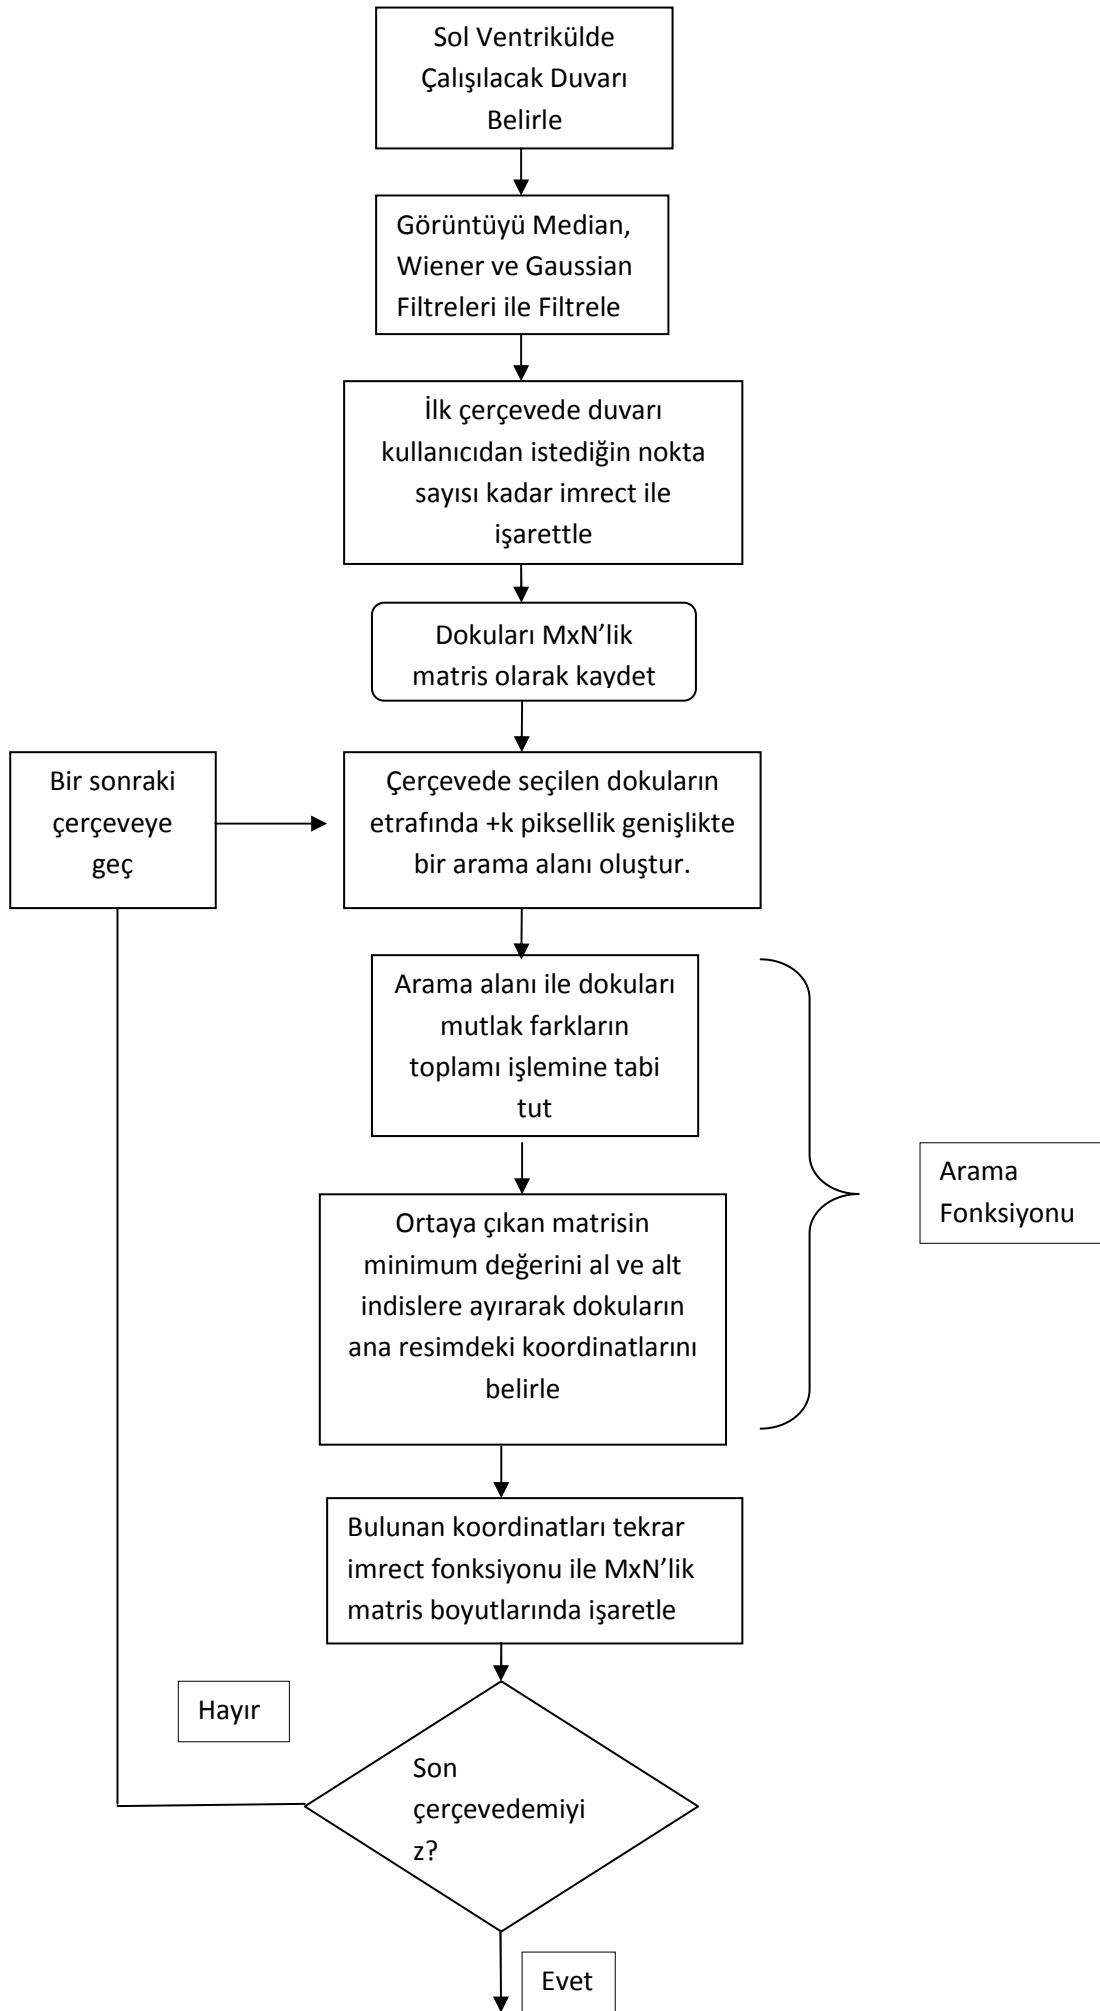 Sol Ventrikülde
Çalışılacak Duvarı
Belirle
Görüntüyü Median,
Wiener ve Gaussian
Filtreleri ile Filtrele
İlk çerçevede duvarı
kullanıcıdan istediğin nokta
sayısı kadar imrect ile
işarettle
Dokuları MxN’lik
matris olarak kaydet
Bir sonraki
çerçeveye
geç
Çerçevede seçilen dokuların
etrafında +k piksellik genişlikte
bir arama alanı oluştur.
Arama alanı ile dokuları
mutlak farkların
toplamı işlemine tabi
tut
Arama
Fonksiyonu
Ortaya çıkan matrisin
minimum değerini al ve alt
indislere ayırarak dokuların
ana resimdeki koordinatlarını
belirle
Bulunan koordinatları tekrar
imrect fonksiyonu ile MxN’lik
matris boyutlarında işaretle
Hayır
Son
çerçevedemiyi
z?
Evet